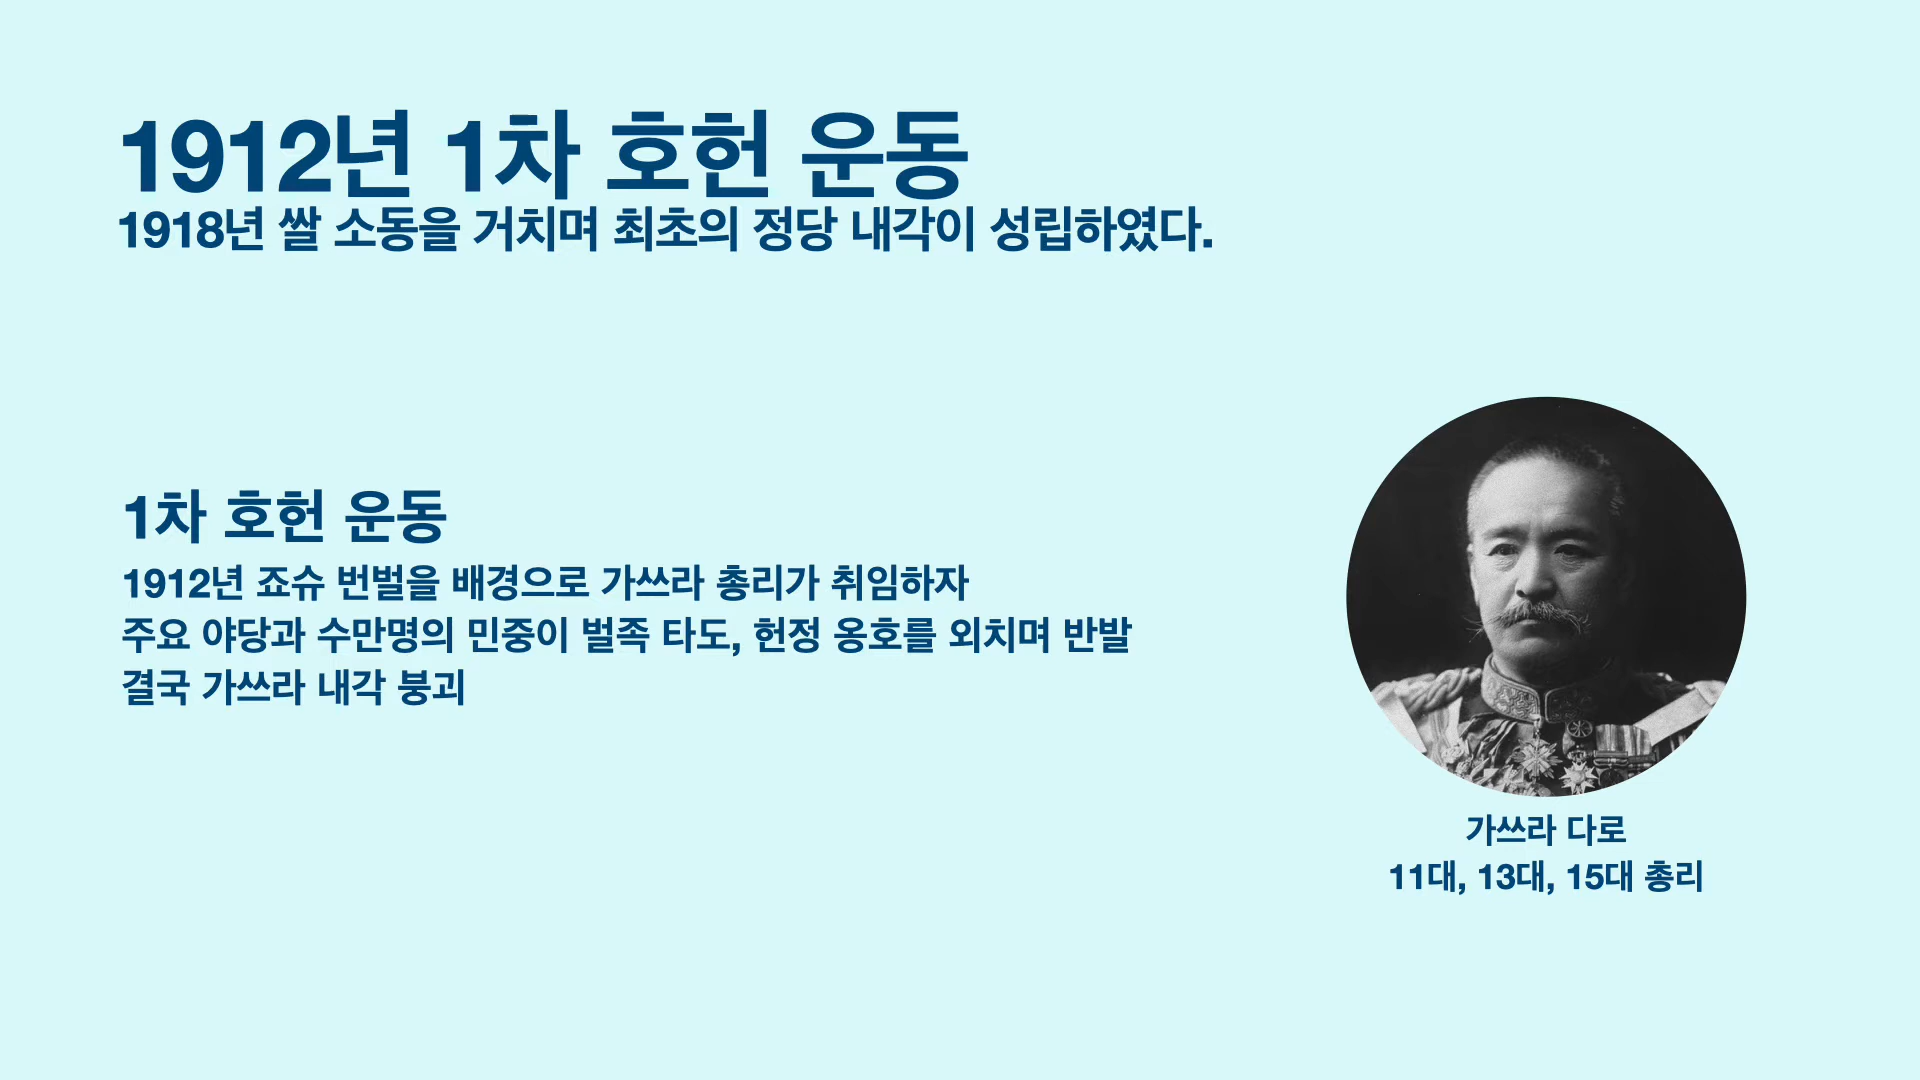 1912년 1차 호헌 운동
1918년 쌀 소동을 거치며 최초의 정당 내각이 성립하였다.
1차 호헌 운동
1912년 죠슈 번벌을 배경으로 가쓰라 총리가 취임하자
주요 야당과 수만명의 민중이 벌족 타도, 헌정 옹호를 외치며 반발
결국 가쓰라 내각 붕괴
가쓰라 다로
11대, 13대, 15대 총리